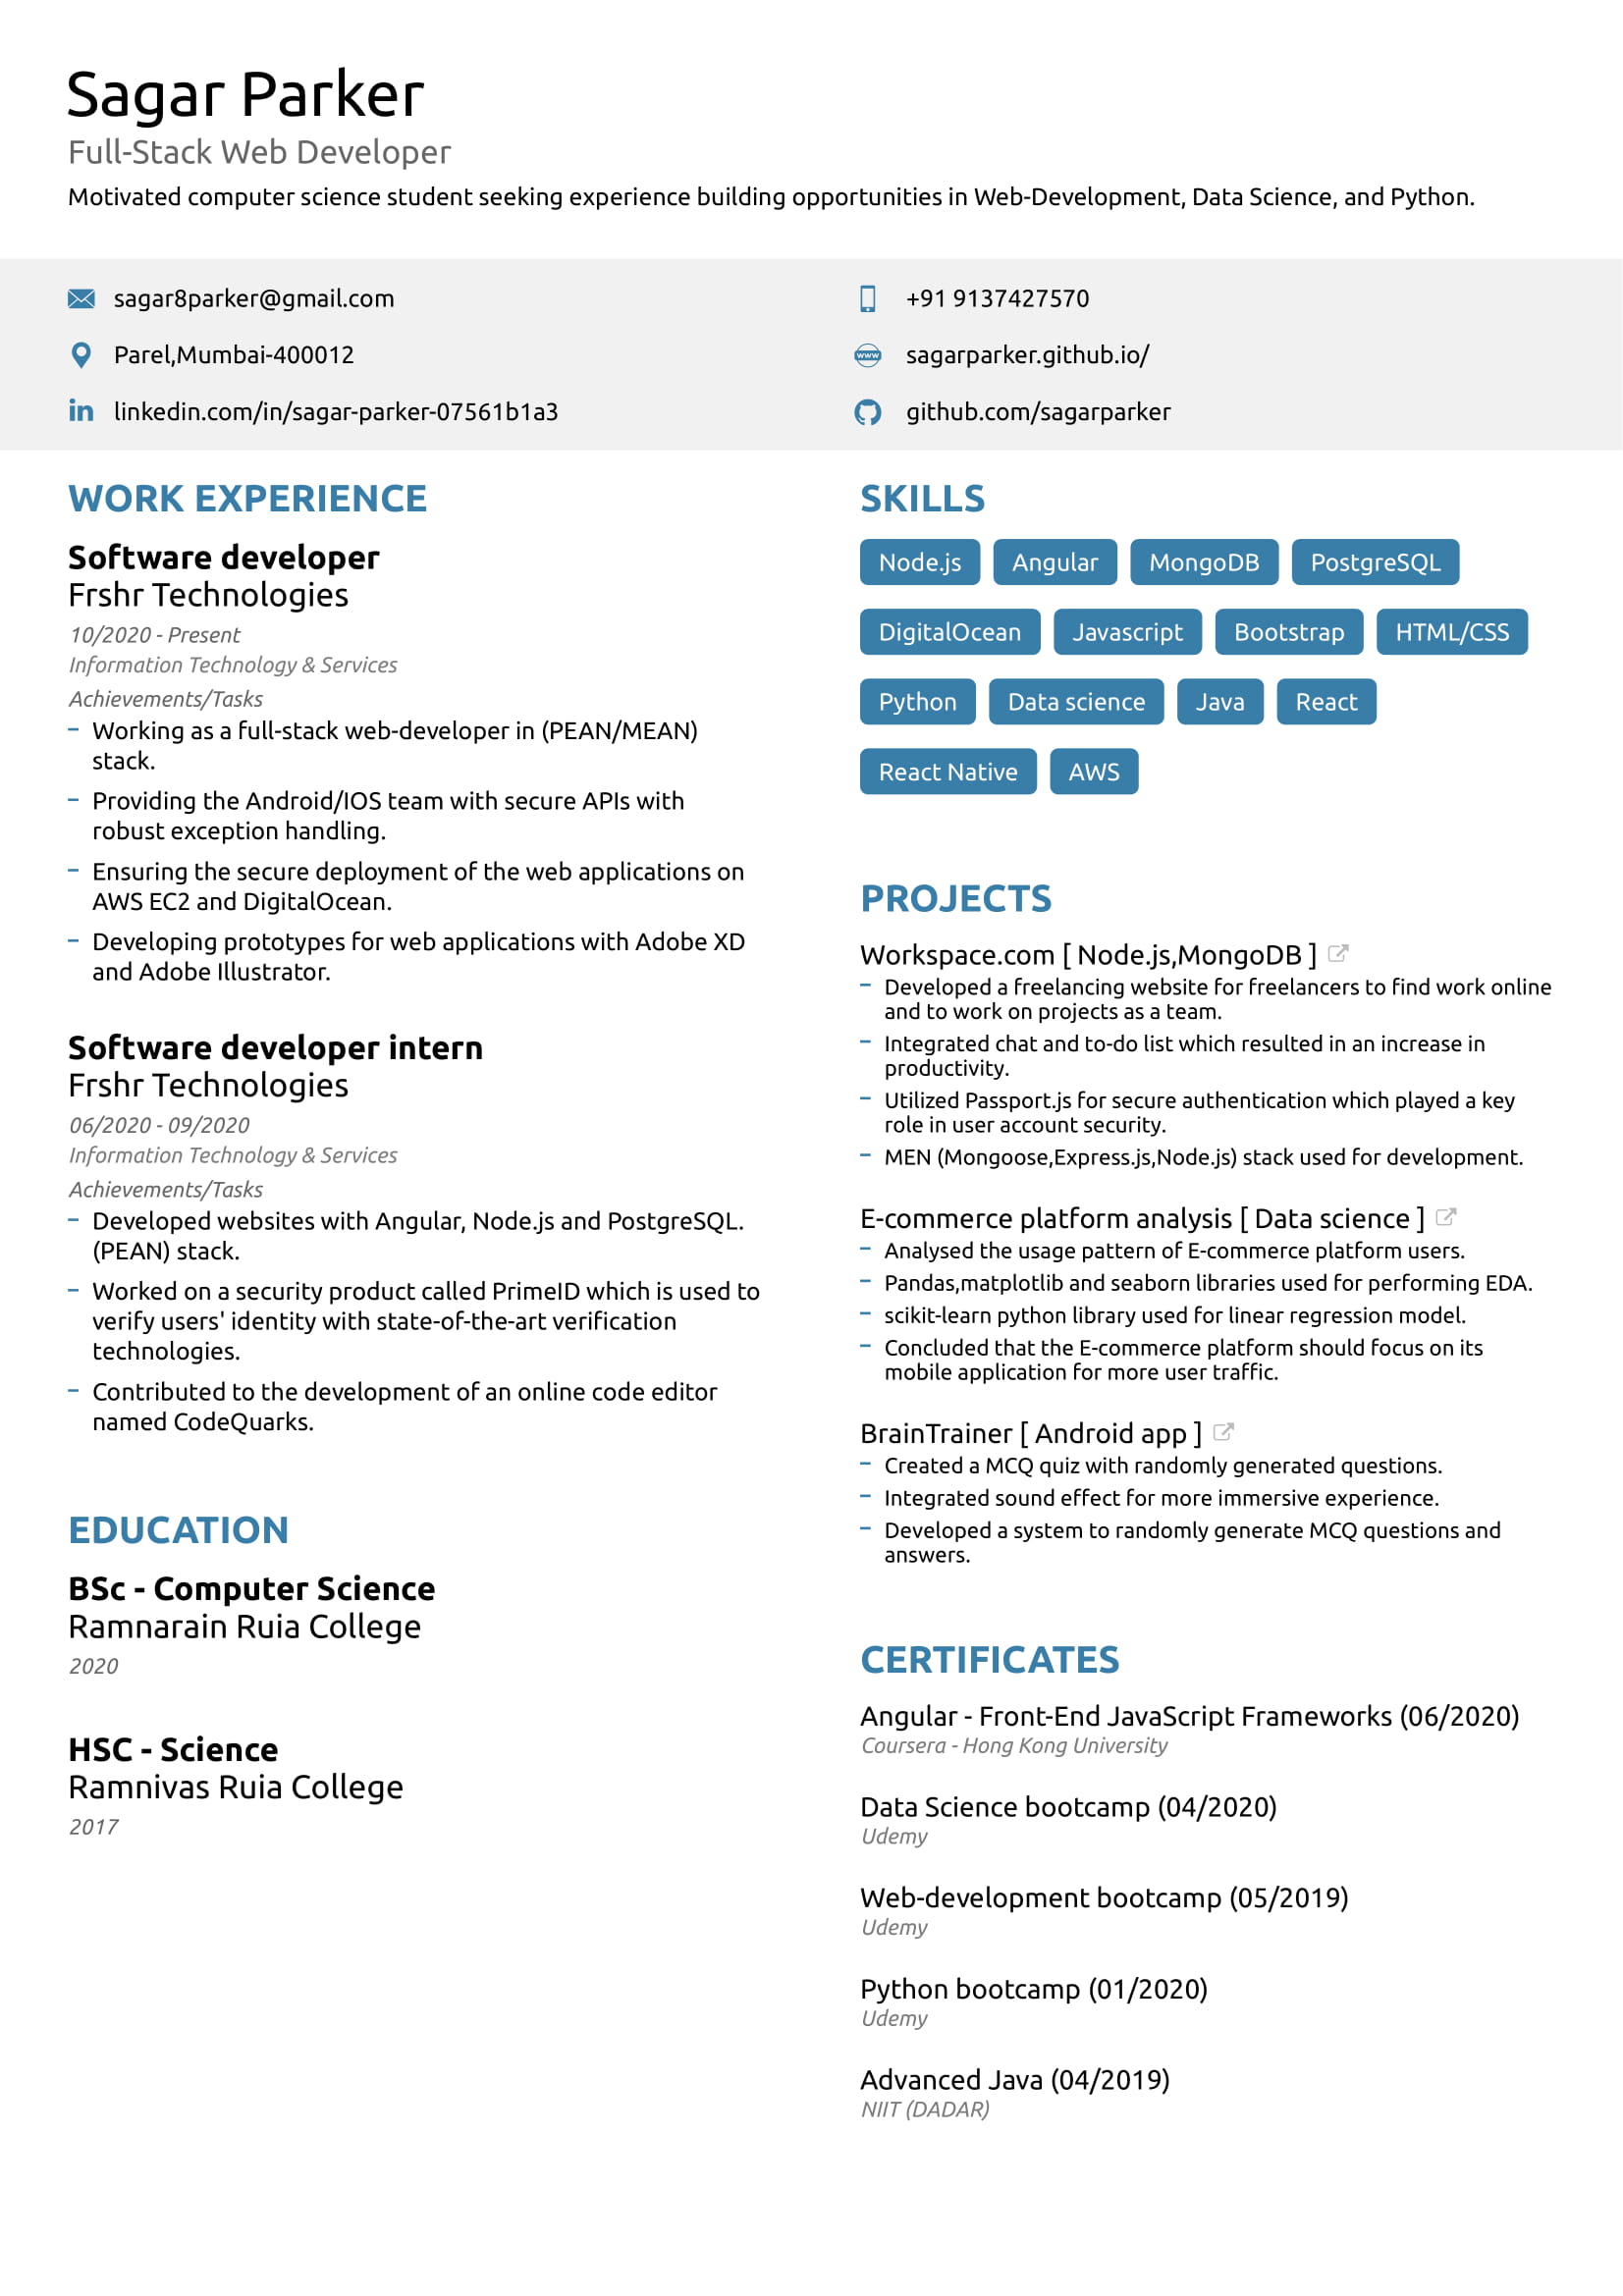 Sagar Parker
Full-Stack Web Developer
Motivated computer science student seeking experience building opportunities in Web-Development, Data Science, and Python.
sagar8parker@gmail.com
+91 9137427570
Parel,Mumbai-400012
sagarparker.github.io/
linkedin.com/in/sagar-parker-07561b1a3
github.com/sagarparker
WORK EXPERIENCE
Software developer
Frshr Technologies
10/2020 - Present
Information Technology & Services
Achievements/Tasks
– Working as a full-stack web-developer in (PEAN/MEAN)
stack.
– Providing the Android/IOS team with secure APIs with
robust exception handling.
– Ensuring the secure deployment of the web applications on
AWS EC2 and DigitalOcean.
– Developing prototypes for web applications with Adobe XD
and Adobe Illustrator.
Software developer intern
Frshr Technologies
06/2020 - 09/2020
Information Technology & Services
Achievements/Tasks
– Developed websites with Angular, Node.js and PostgreSQL.
(PEAN) stack.
– Worked on a security product called PrimeID which is used to
verify users' identity with state-of-the-art verification
technologies.
– Contributed to the development of an online code editor
named CodeQuarks.
EDUCATION
BSc - Computer Science
Ramnarain Ruia College
2020
HSC - Science
Ramnivas Ruia College
2017
SKILLS
Node.js Angular MongoDB PostgreSQL
DigitalOcean Javascript Bootstrap HTML/CSS
Python Data science Java React
React Native AWS
PROJECTS
Workspace.com [ Node.js,MongoDB ]
– Developed a freelancing website for freelancers to find work online
and to work on projects as a team.
– Integrated chat and to-do list which resulted in an increase in
productivity.
– Utilized Passport.js for secure authentication which played a key
role in user account security.
– MEN (Mongoose,Express.js,Node.js) stack used for development.
E-commerce platform analysis [ Data science ]
– Analysed the usage pattern of E-commerce platform users.
– Pandas,matplotlib and seaborn libraries used for performing EDA.
– scikit-learn python library used for linear regression model.
– Concluded that the E-commerce platform should focus on its
mobile application for more user traffic.
BrainTrainer [ Android app ]
– Created a MCQ quiz with randomly generated questions.
– Integrated sound effect for more immersive experience.
– Developed a system to randomly generate MCQ questions and
answers.
CERTIFICATES
Angular - Front-End JavaScript Frameworks (06/2020)
Coursera - Hong Kong University
Data Science bootcamp (04/2020)
Udemy
Web-development bootcamp (05/2019)
Udemy
Python bootcamp (01/2020)
Udemy
Advanced Java (04/2019)
NIIT (DADAR)